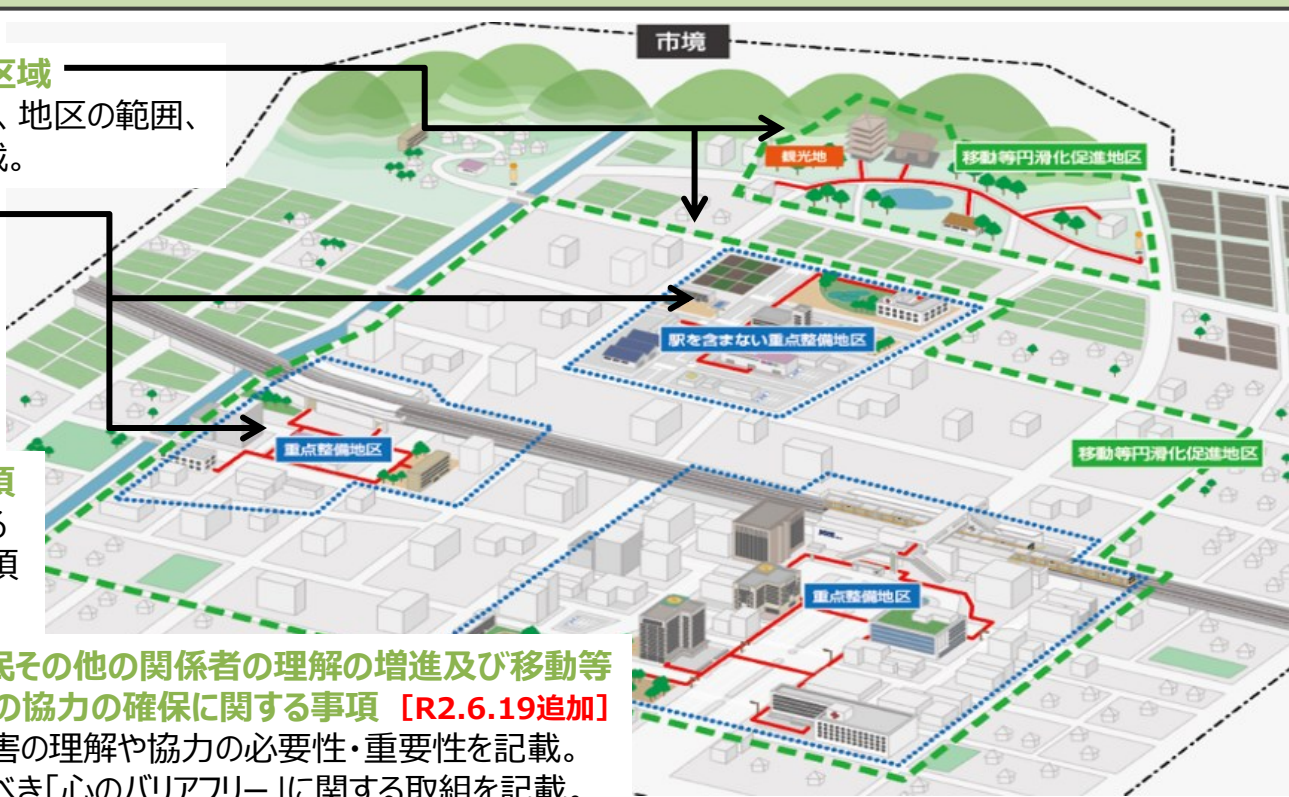 市境
区域
、地区の範囲、
載。
観光地
移動等円滑化促進地区
駅を含まない重点整備地区
重点整備地区
移動等円滑化促進地区
項
る
項
重点整備地区
民その他の関係者の理解の増進及び移動等
の協力の確保に関する事項 [R2.6.19追加]
害の理解や協力の必要性・重要性を記載。
べき「心のバリアフリー」に関する取組を記載。